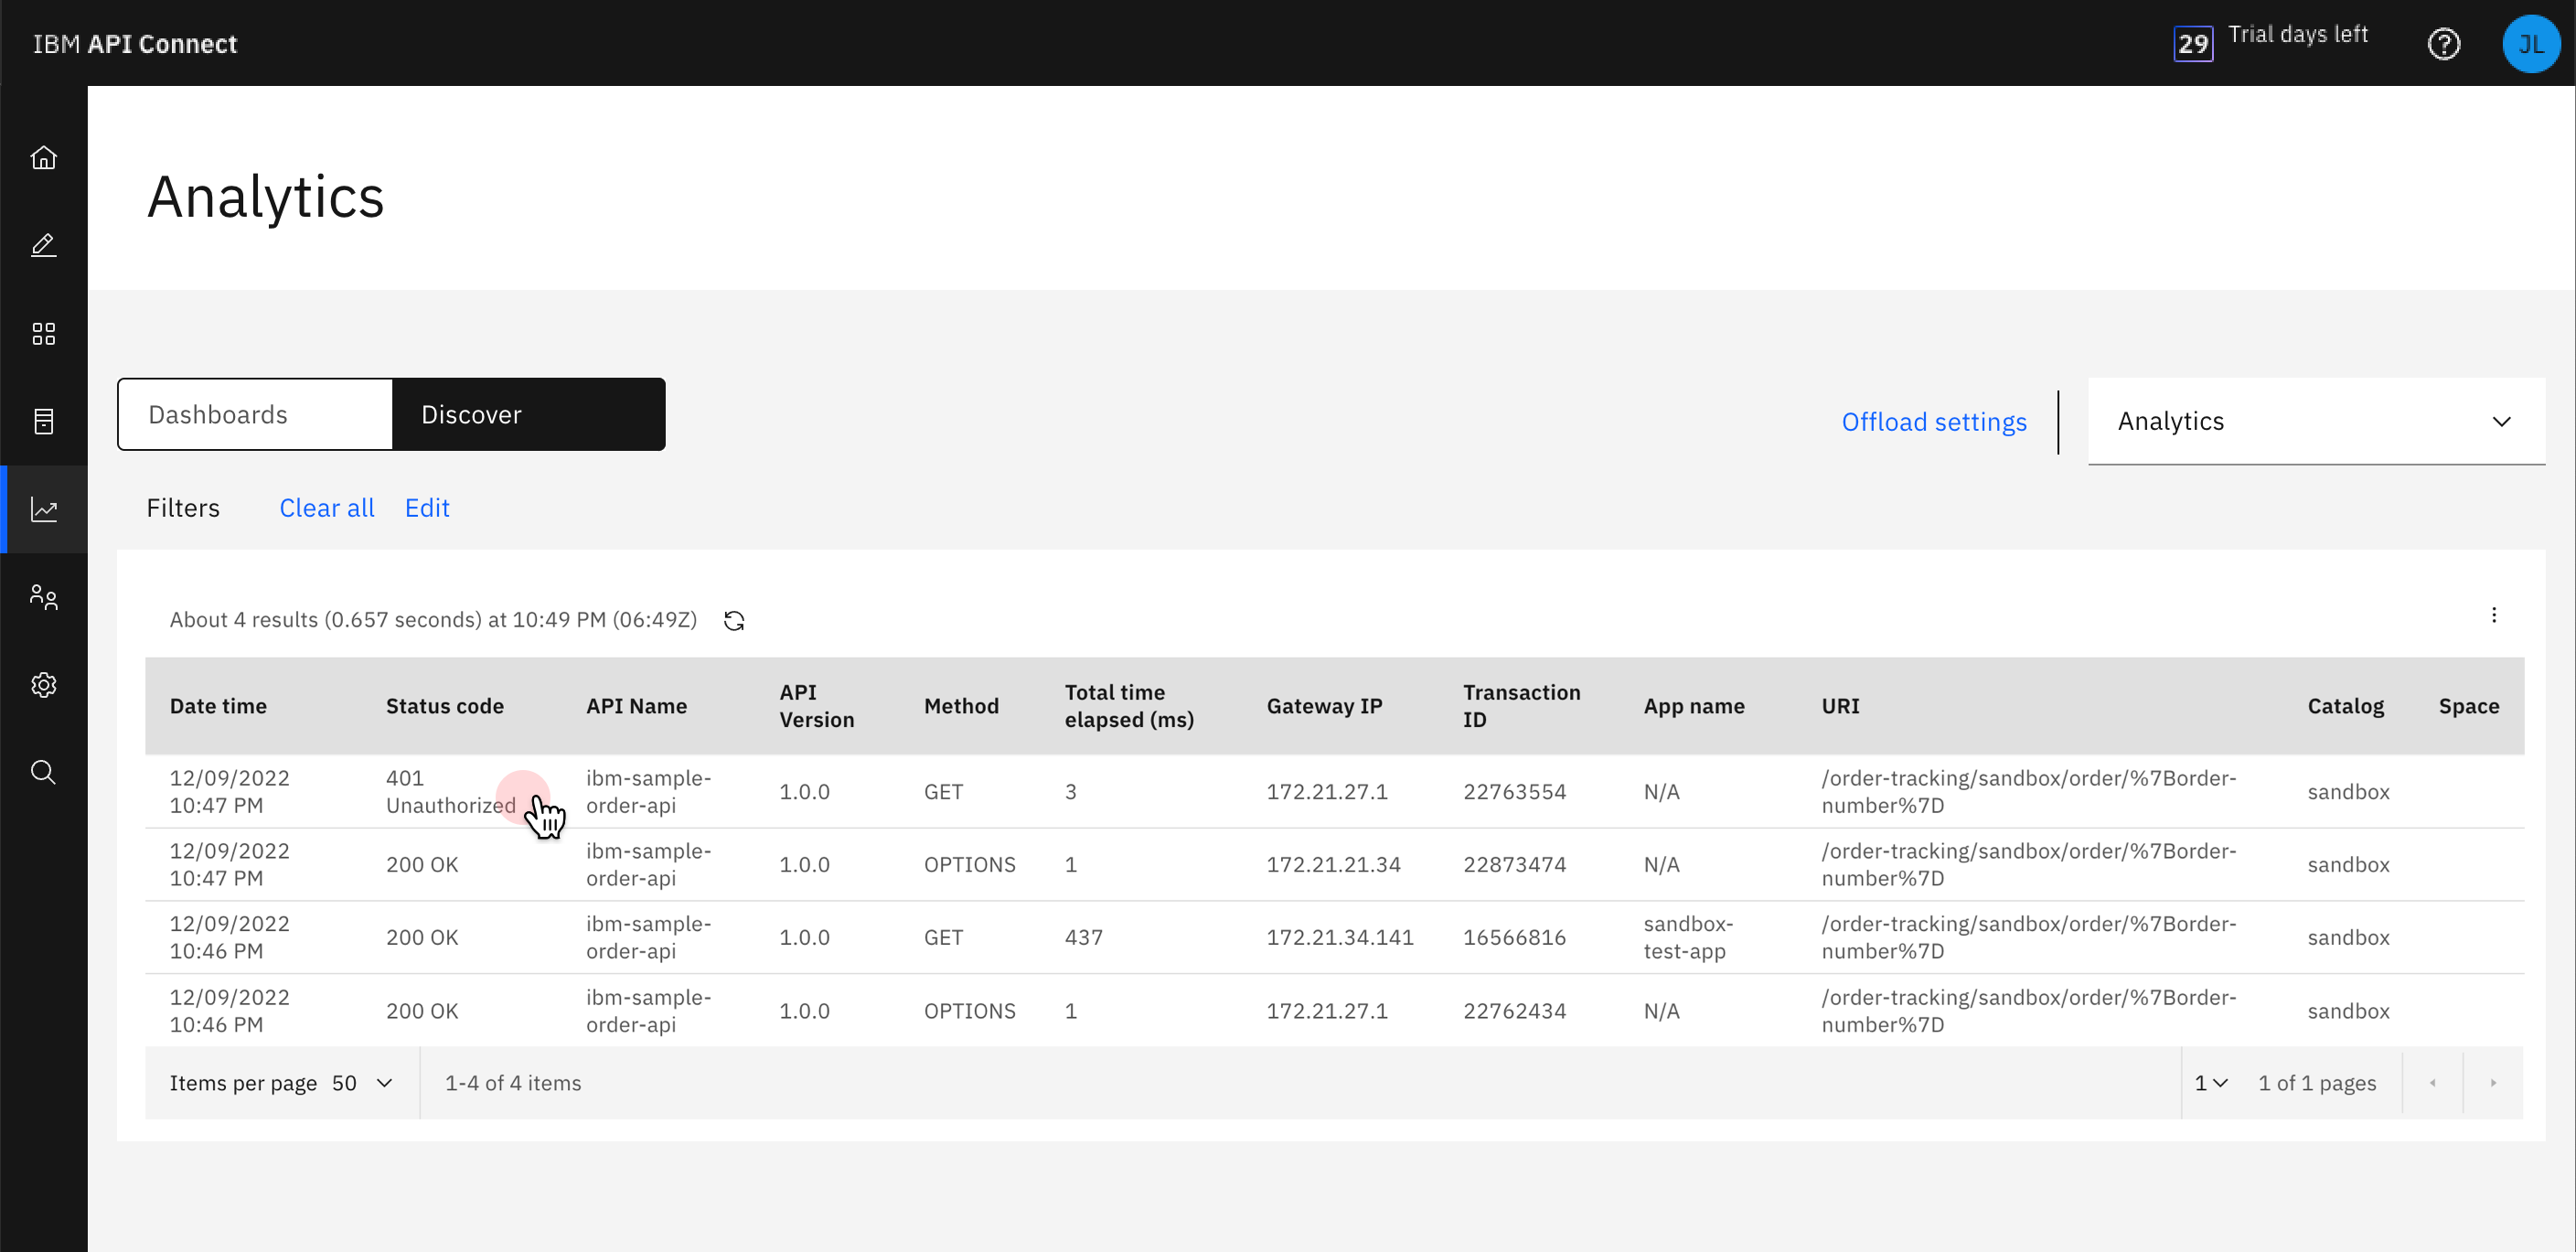 IBM API Connect
29 Trial days left
JL
Analytics
Dashboards Discover
Offload settings
Analytics
Filters Clear all Edit
About 4 results (0.657 seconds) at 10:49 PM (06:49Z)
Date time Status code API Name API Version Method Total time elapsed (ms) Gateway IP Transaction ID App name URI Catalog Space
12/09/2022 10:47 PM 401 Unauthorized ibm-sample-order-api 1.0.0 GET 3 172.21.27.1 22763554 N/A /order-tracking/sandbox/order/%7Border-number%7D sandbox
12/09/2022 10:47 PM 200 OK ibm-sample-order-api 1.0.0 OPTIONS 1 172.21.21.34 22873474 N/A /order-tracking/sandbox/order/%7Border-number%7D sandbox
12/09/2022 10:46 PM 200 OK ibm-sample-order-api 1.0.0 GET 437 172.21.34.141 16566816 sandbox-test-app /order-tracking/sandbox/order/%7Border-number%7D sandbox
12/09/2022 10:46 PM 200 OK ibm-sample-order-api 1.0.0 OPTIONS 1 172.21.27.1 22762434 N/A /order-tracking/sandbox/order/%7Border-number%7D sandbox
Items per page 50 1-4 of 4 items 1 1 of 1 pages